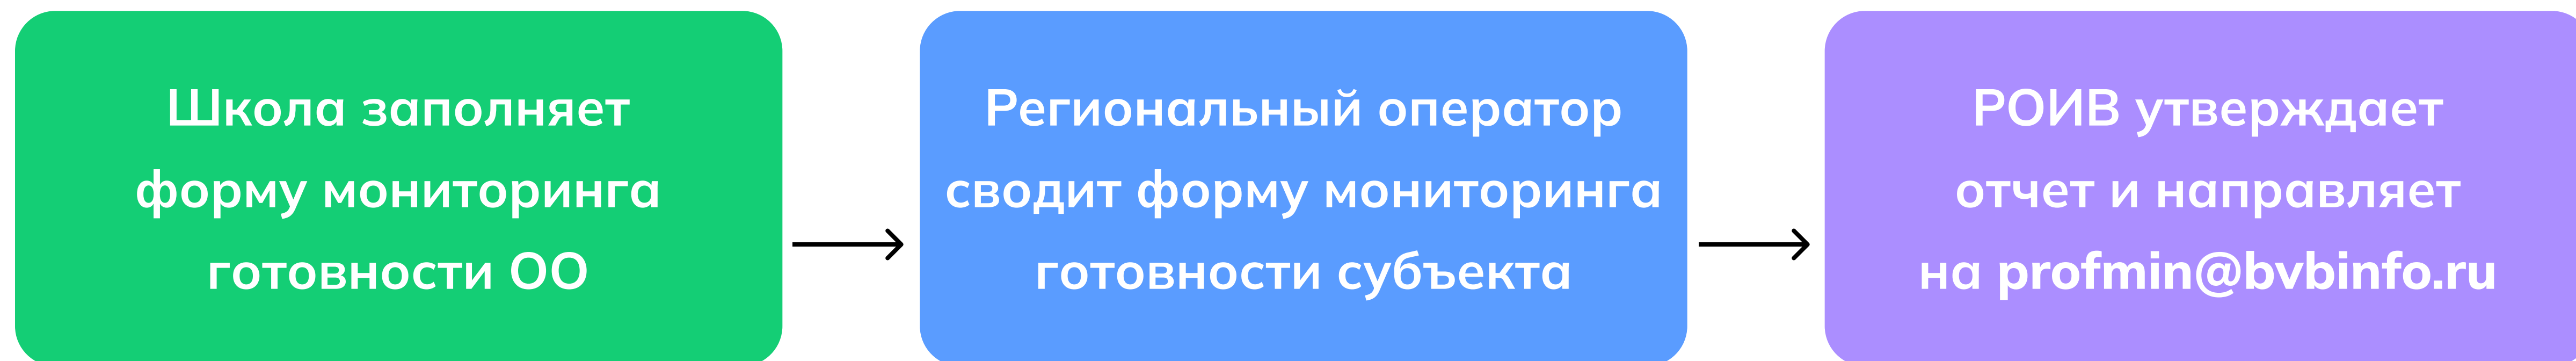 Школа заполняет
форму мониторинга
готовности ОО
Региональный оператор
сводит форму мониторинга
готовности субъекта
РОИВ утверждает
отчет и направляет
на profmin@bvbinfo.ru